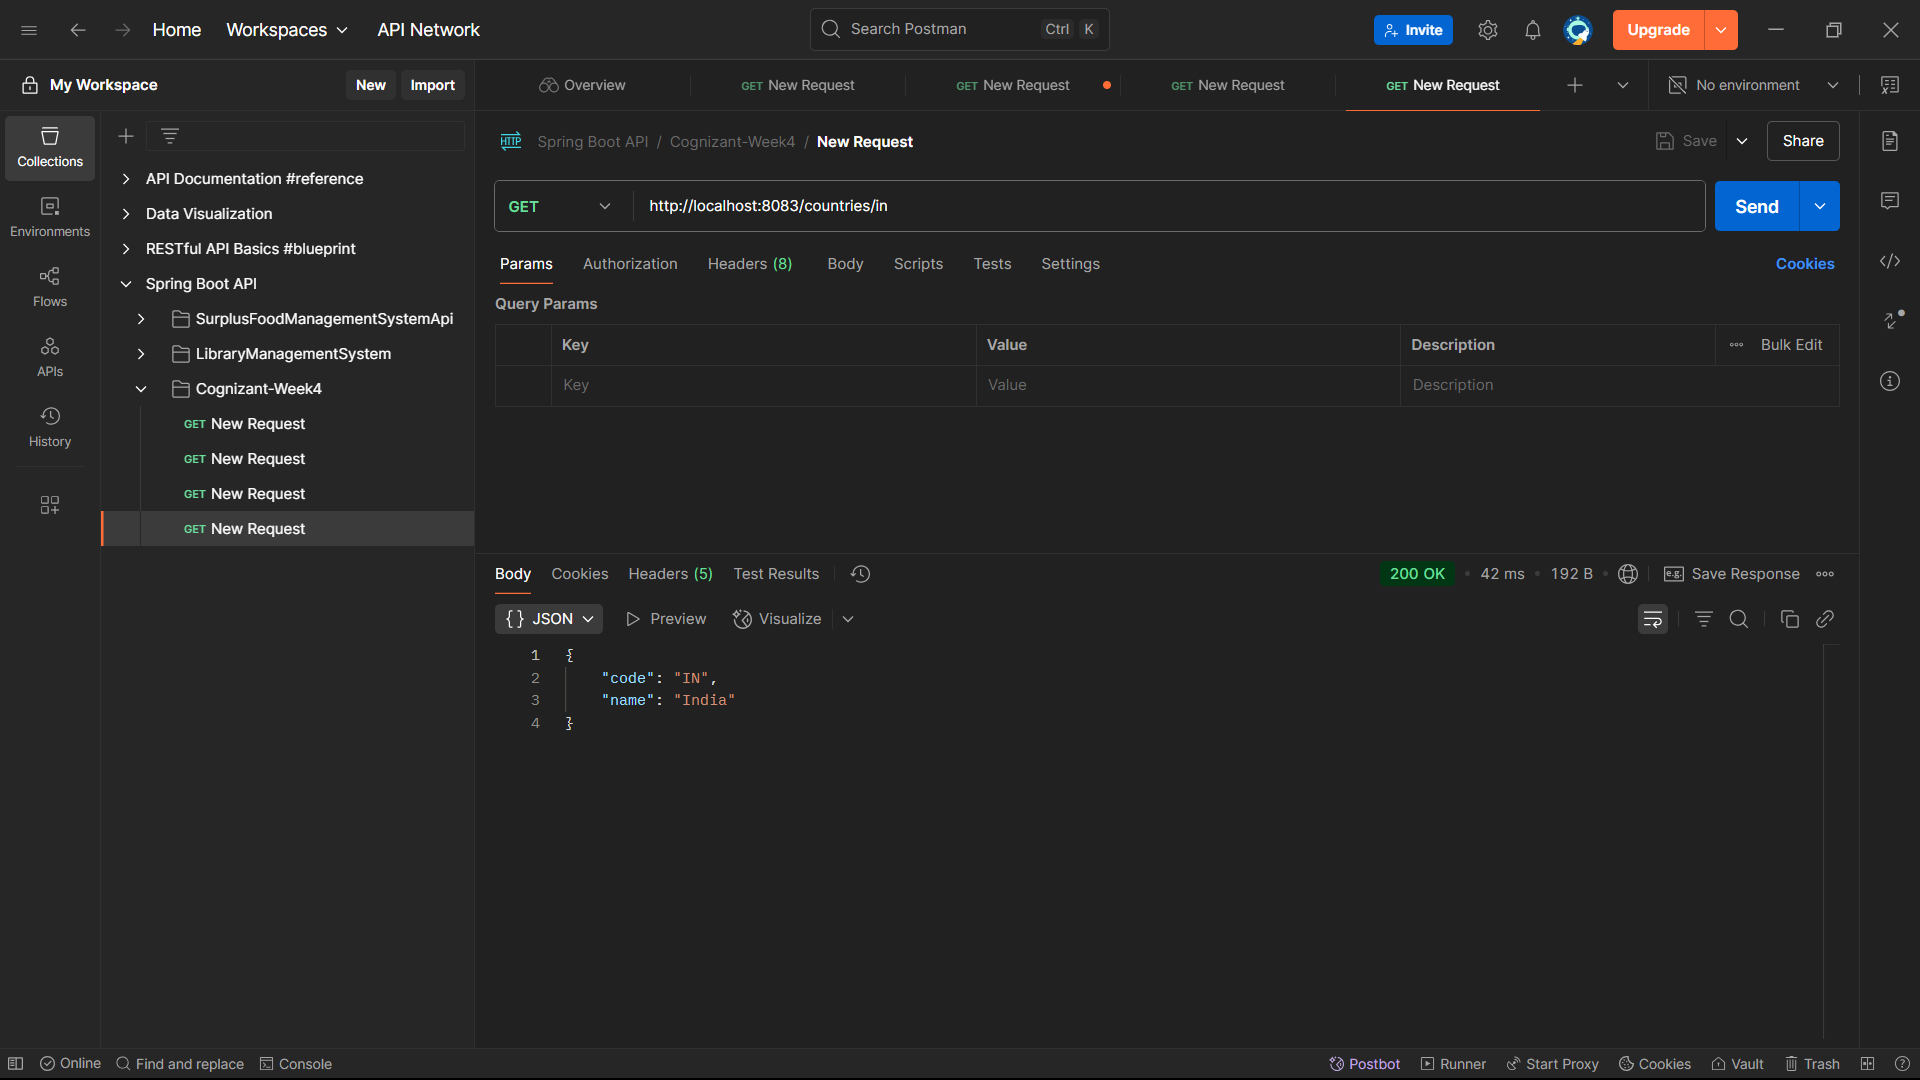 Home Workspaces API Network Search Postman Ctrl K Invite Upgrade
My Workspace New Import Overview GET New Request GET New Request GET New Request GET New Request No environment
HTTP Spring Boot API / Cognizant-Week4 / New Request Save Share
Collections
Environments
Flows
APIs
History
API Documentation #reference
Data Visualization
RESTful API Basics #blueprint
Spring Boot API
SurplusFoodManagementSystemApi
LibraryManagementSystem
Cognizant-Week4
GET New Request
GET New Request
GET New Request
GET New Request
GET http://localhost:8083/countries/in Send
Params Authorization Headers (8) Body Scripts Tests Settings Cookies
Query Params
Key Value Description Bulk Edit
Key Value Description
Body Cookies Headers (5) Test Results 200 OK 42 ms 192 B e.g. Save Response
{} JSON Preview Visualize
1 {
2 "code": "IN",
3 "name": "India"
4 }
Online Find and replace Console Postbot Runner Start Proxy Cookies Vault Trash